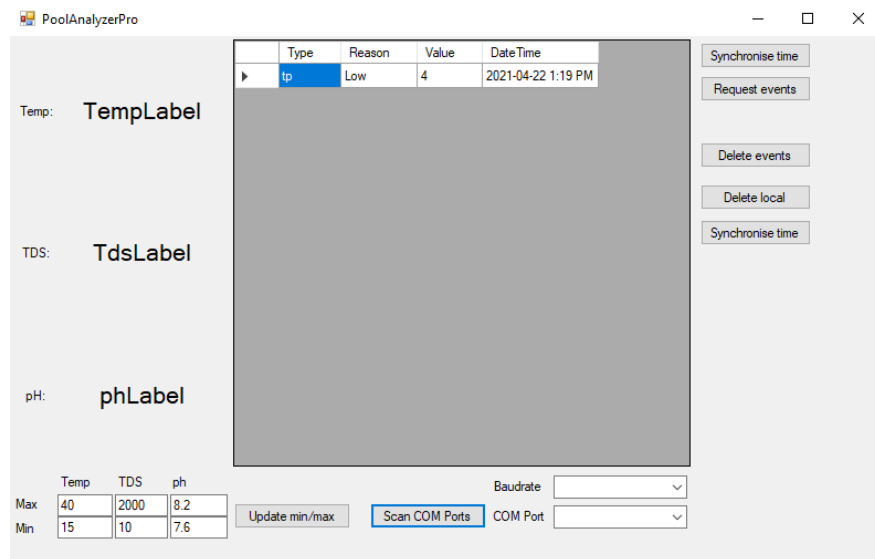 PoolAnalyzerPro
Type Reason Value DateTime
tp Low 4 2021-04-22 1:19 PM
Synchronise time
Request events
Delete events
Delete local
Synchronise time
Temp: TempLabel
TDS: TdsLabel
pH: phLabel
Temp TDS ph
Max 40 2000 8.2
Min 15 10 7.6
Update min/max
Scan COM Ports
Baudrate
COM Port